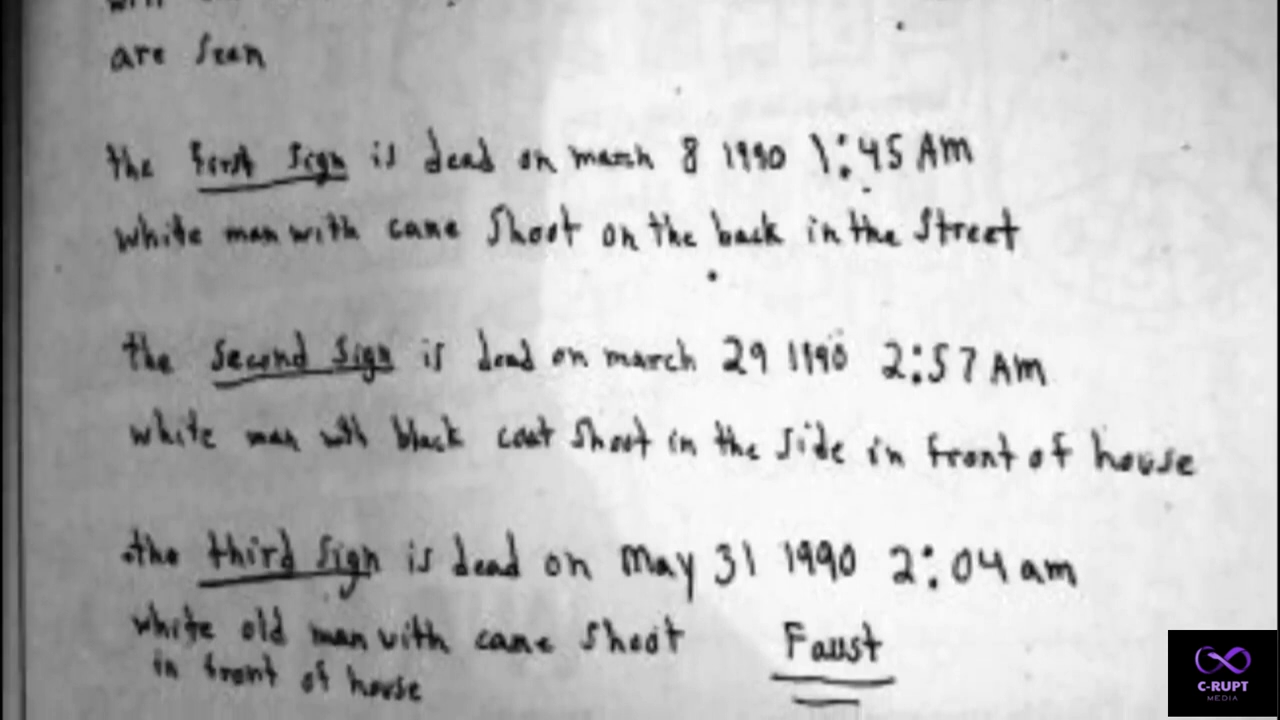 are seen
the first sign is dead on march 8 1990 1:45 AM
white man with cane shoot on the back in the street
the second sign is dead on march 29 1990 2:57 AM
white man with black coat shoot in the side in front of house
the third sign is dead on May 31 1990 2:04 am
white old man with cane shoot
in front of house
Faust
C-RUPT
MEDIA